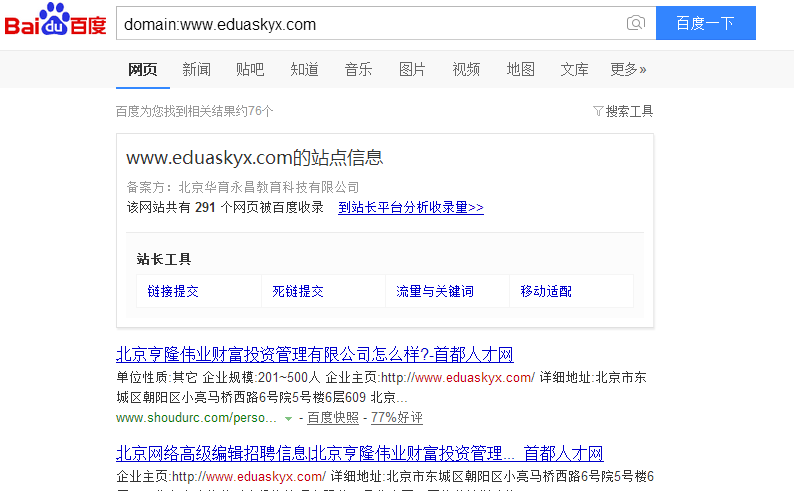 Bai du 百度 domain:www.eduaskyx.com 百度一下
网页 新闻 贴吧 知道 音乐 图片 视频 地图 文库 更多»
百度为您找到相关结果约76个 搜索工具
www.eduaskyx.com的站点信息
备案方：北京华育永昌教育科技有限公司
该网站共有 291 个网页被百度收录 到站长平台分析收录量>>
站长工具
链接提交 死链提交 流量与关键词 移动适配
北京亨隆伟业财富投资管理有限公司怎么样?-首都人才网
单位性质:其它 企业规模:201~500人 企业主页:http://www.eduaskyx.com/ 详细地址:北京市东
城区朝阳区小亮马桥西路6号院5号楼6层609 北京...
www.shoudurc.com/perso... - 百度快照 - 77%好评
北京网络高级编辑招聘信息|北京亨隆伟业财富投资管理... 首都人才网
企业主页:http://www.eduaskyx.com/ 详细地址:北京市东城区朝阳区小亮马桥西路6号院5号楼6